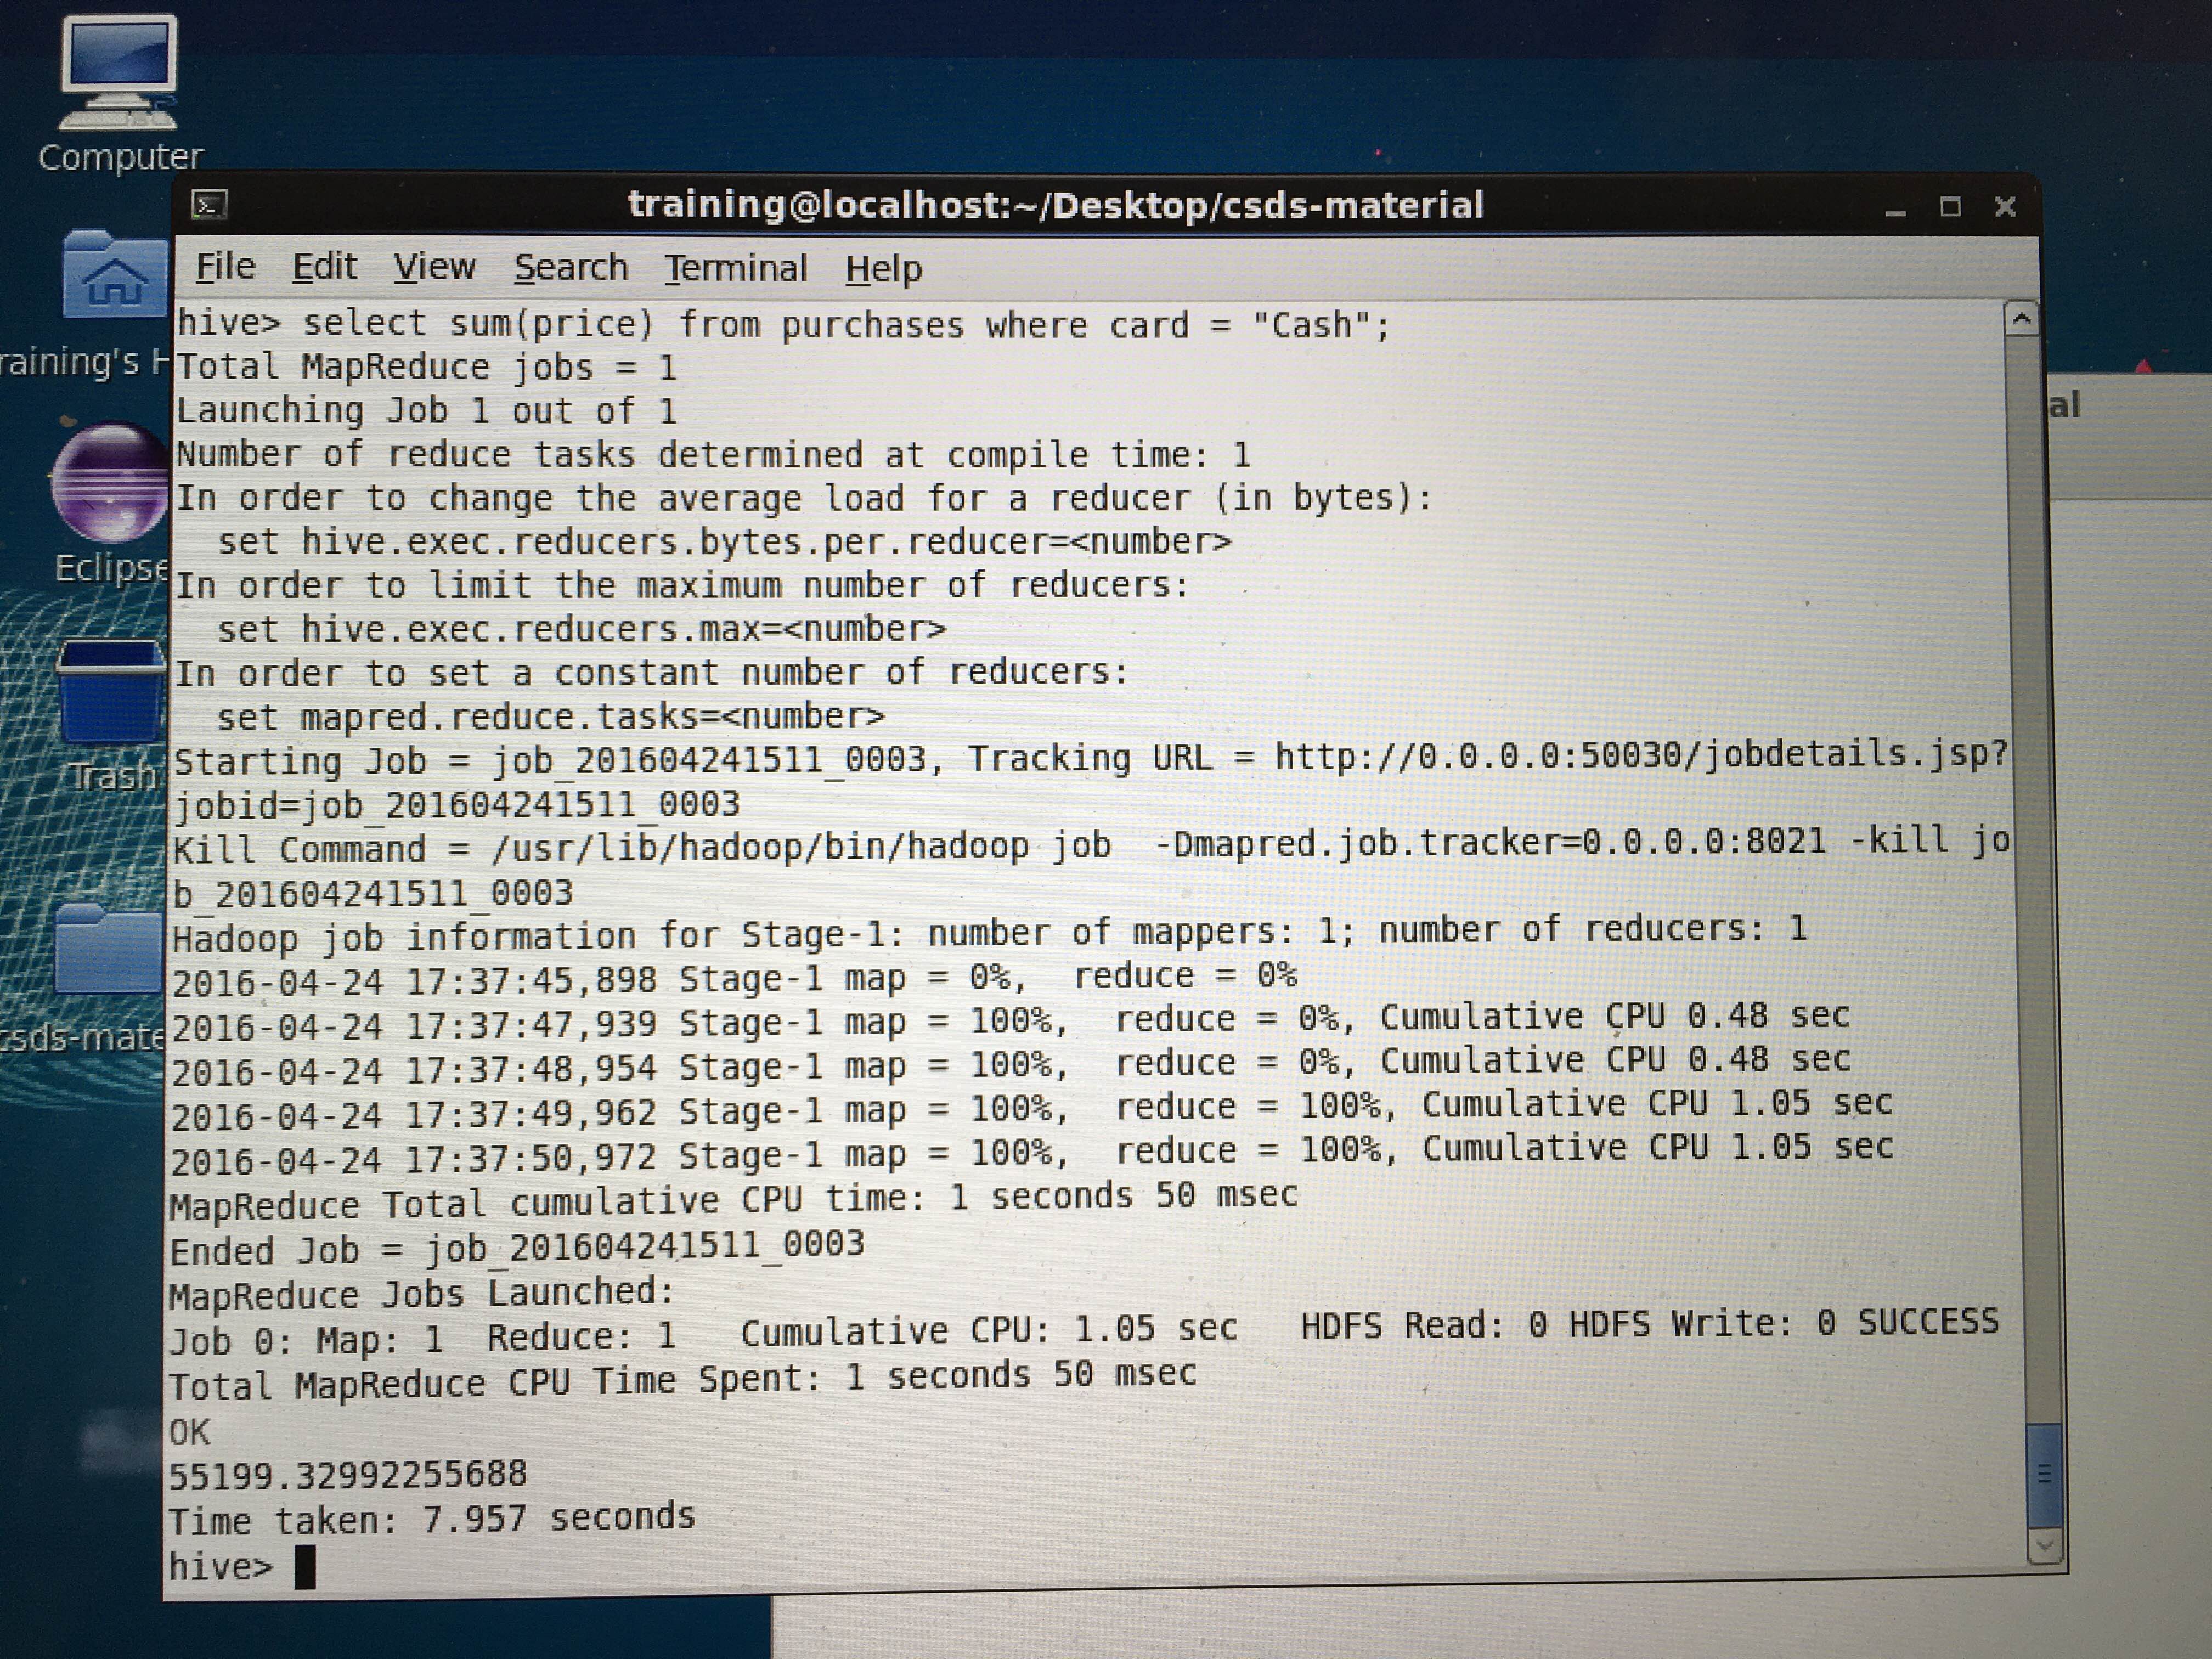 Computer
training@localhost:~/Desktop/csds-material
File Edit View Search Terminal Help
raining's H
Eclipse
Trash
csds-mate
al
hive> select sum(price) from purchases where card = "Cash";
Total MapReduce jobs = 1
Launching Job 1 out of 1
Number of reduce tasks determined at compile time: 1
In order to change the average load for a reducer (in bytes):
  set hive.exec.reducers.bytes.per.reducer=<number>
In order to limit the maximum number of reducers:
  set hive.exec.reducers.max=<number>
In order to set a constant number of reducers:
  set mapred.reduce.tasks=<number>
Starting Job = job_201604241511_0003, Tracking URL = http://0.0.0.0:50030/jobdetails.jsp?
jobid=job_201604241511_0003
Kill Command = /usr/lib/hadoop/bin/hadoop job  -Dmapred.job.tracker=0.0.0.0:8021 -kill jo
b_201604241511_0003
Hadoop job information for Stage-1: number of mappers: 1; number of reducers: 1
2016-04-24 17:37:45,898 Stage-1 map = 0%,  reduce = 0%
2016-04-24 17:37:47,939 Stage-1 map = 100%,  reduce = 0%, Cumulative CPU 0.48 sec
2016-04-24 17:37:48,954 Stage-1 map = 100%,  reduce = 0%, Cumulative CPU 0.48 sec
2016-04-24 17:37:49,962 Stage-1 map = 100%,  reduce = 100%, Cumulative CPU 1.05 sec
2016-04-24 17:37:50,972 Stage-1 map = 100%,  reduce = 100%, Cumulative CPU 1.05 sec
MapReduce Total cumulative CPU time: 1 seconds 50 msec
Ended Job = job_201604241511_0003
MapReduce Jobs Launched:
Job 0: Map: 1  Reduce: 1   Cumulative CPU: 1.05 sec   HDFS Read: 0 HDFS Write: 0 SUCCESS
Total MapReduce CPU Time Spent: 1 seconds 50 msec
OK
55199.32992255688
Time taken: 7.957 seconds
hive>